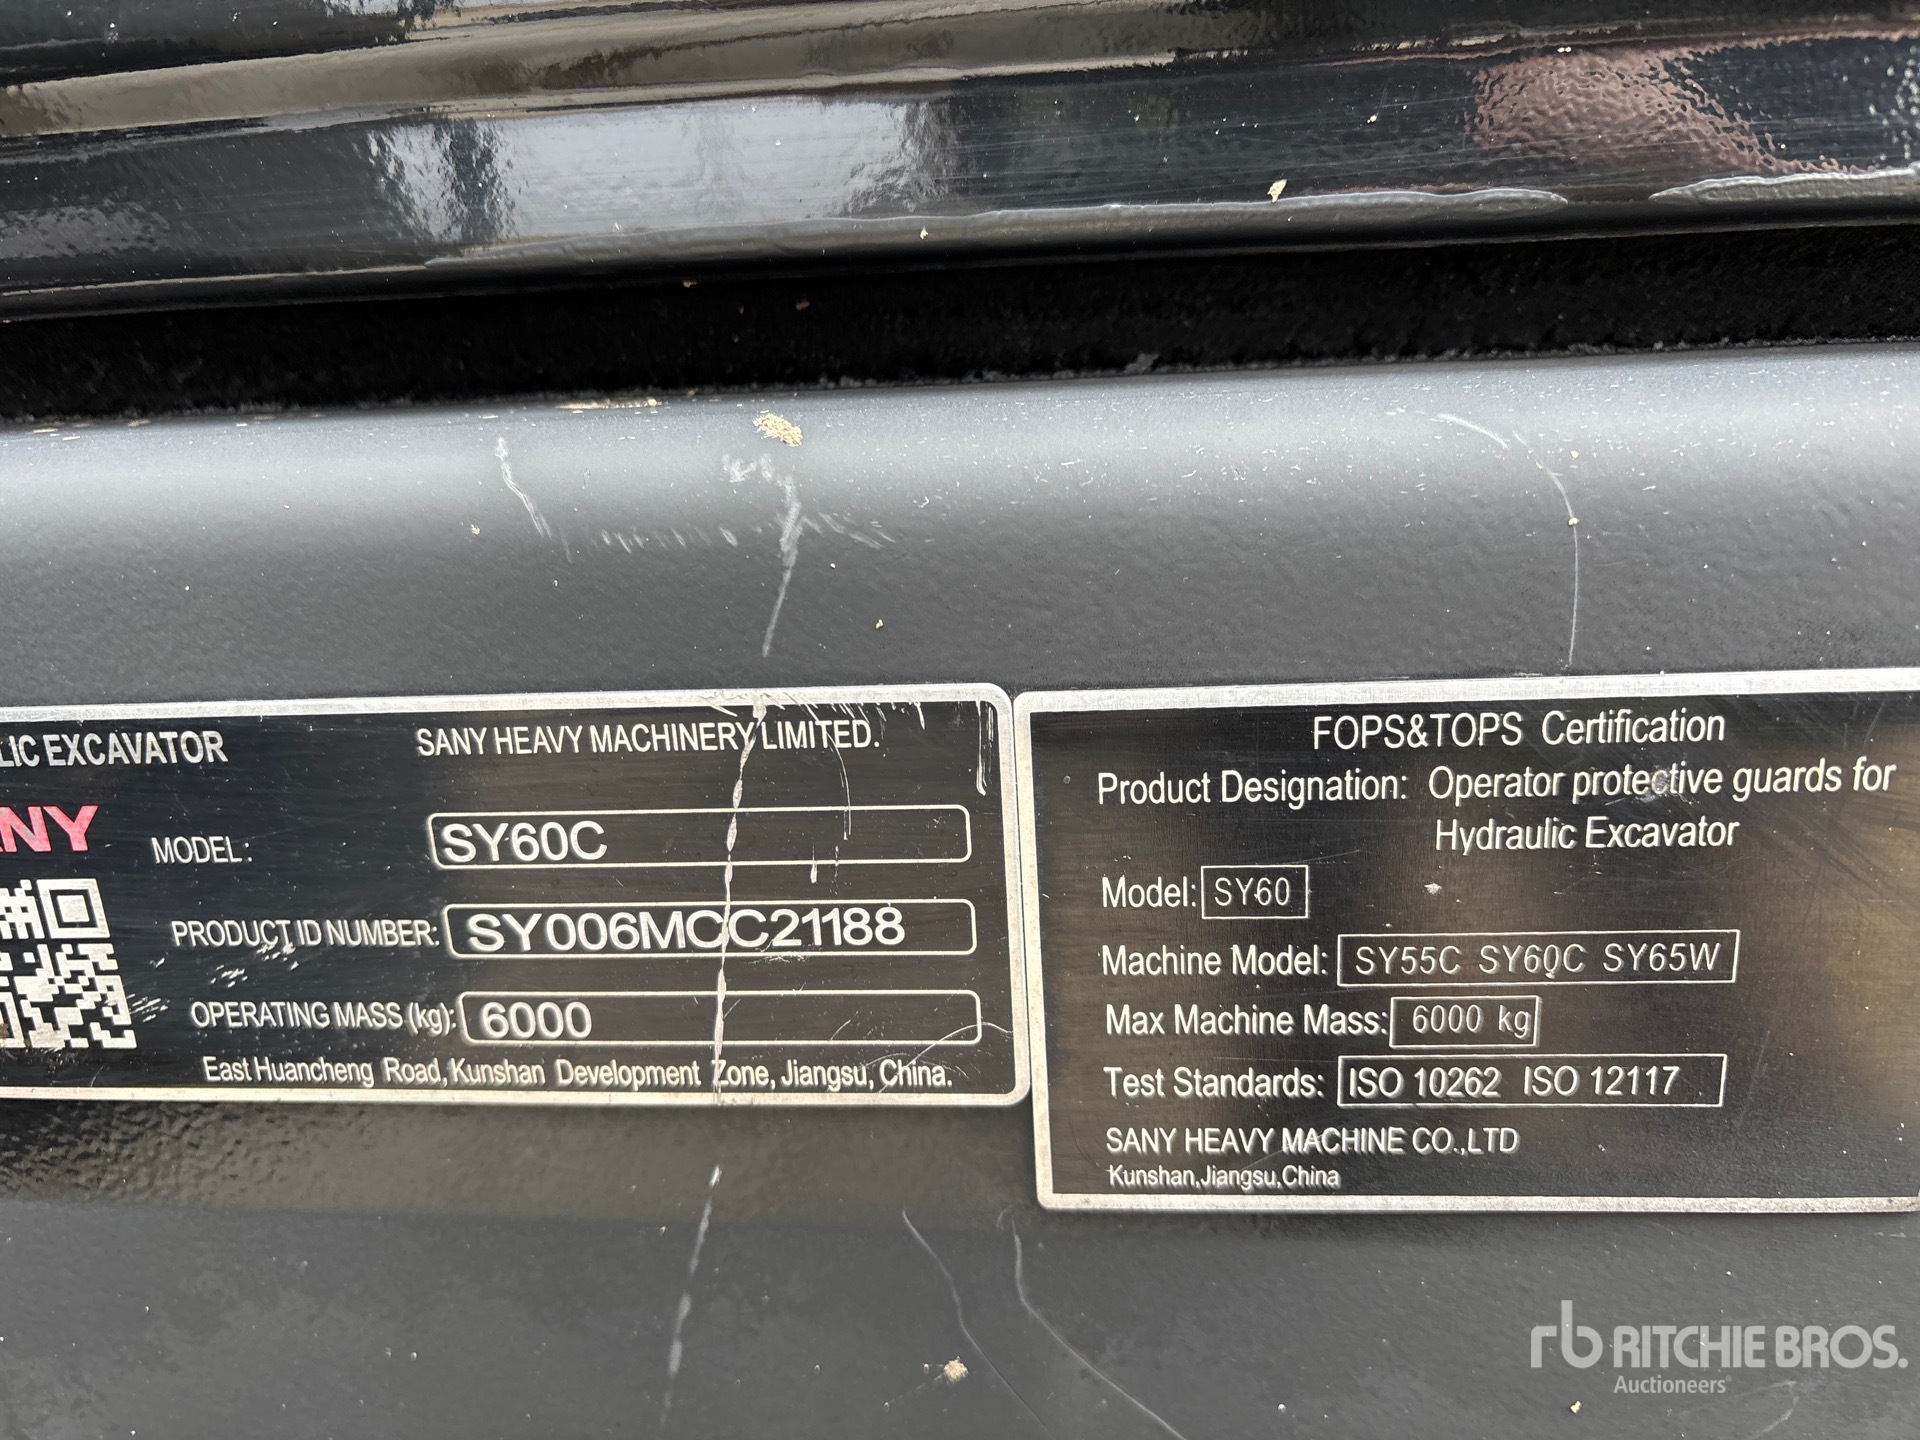 LIC EXCAVATOR
SANY HEAVY MACHINERY LIMITED.
ANY
MODEL: SY60C
PRODUCT ID NUMBER: SY006MCC21188
OPERATING MASS (kg): 6000
East Huancheng Road, Kunshan Development Zone, Jiangsu, China.
FOPS&TOPS Certification
Product Designation: Operator protective guards for
Hydraulic Excavator
Model: SY60
Machine Model: SY55C SY60C SY65W
Max Machine Mass: 6000 kg
Test Standards: ISO 10262 ISO 12117
SANY HEAVY MACHINE CO.,LTD
Kunshan,Jiangsu,China
rb RITCHIE BROS.
Auctioneers